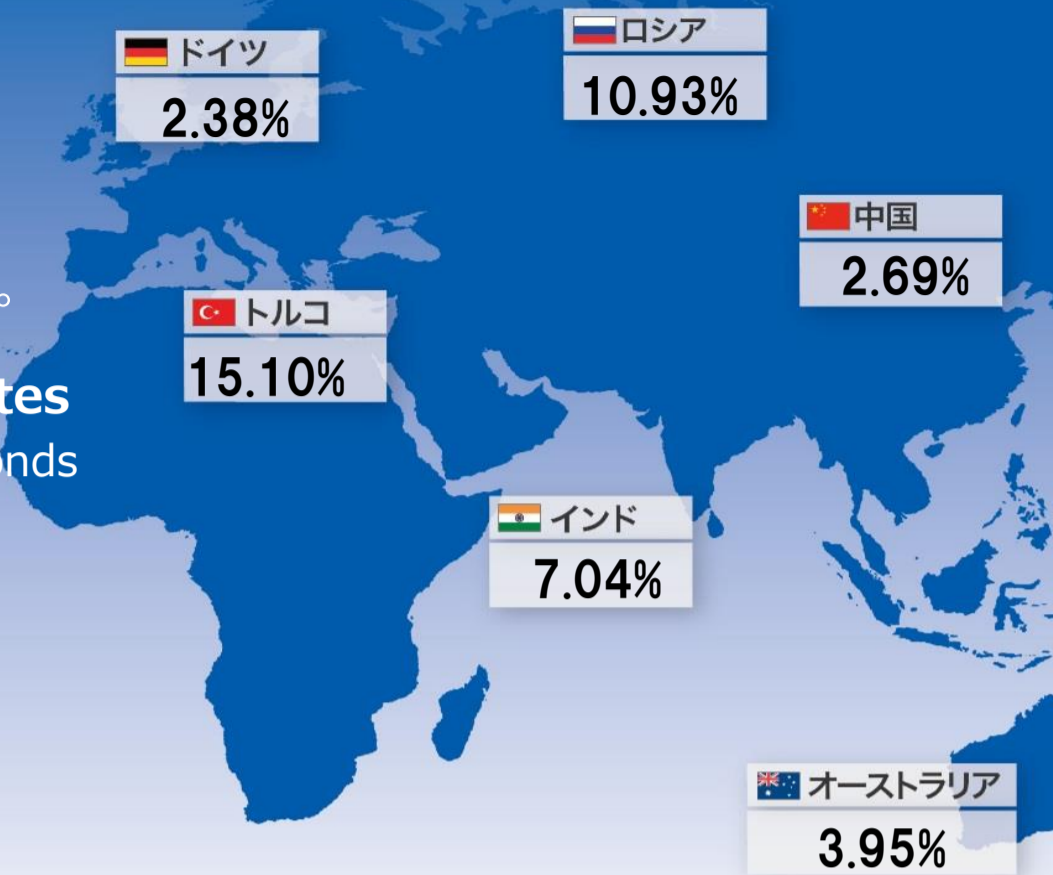 ドイツ
2.38%
ロシア
10.93%
中国
2.69%
。
トルコ
15.10%
tes
onds
インド
7.04%
オーストラリア
3.95%